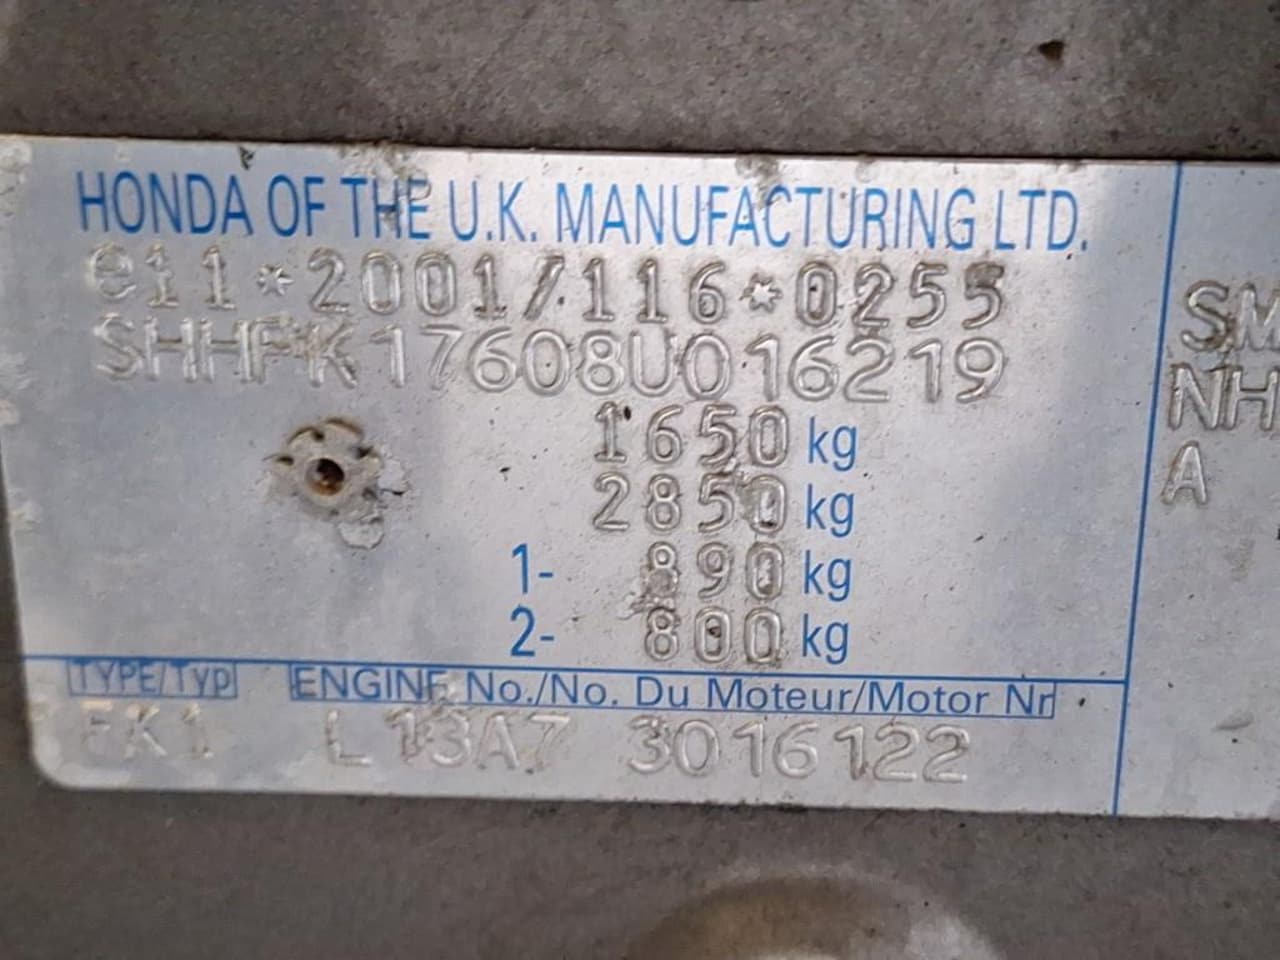 HONDA OF THE U.K. MANUFACTURING LTD.
e11*2001/116*0255
SHHFK17608U016219
1650 kg
2850 kg
1- 890 kg
2- 800 kg
TYPE/TYP ENGINE No./No. Du Moteur/Motor Nr
FK1 L13A7 3016122
SM
NH
A